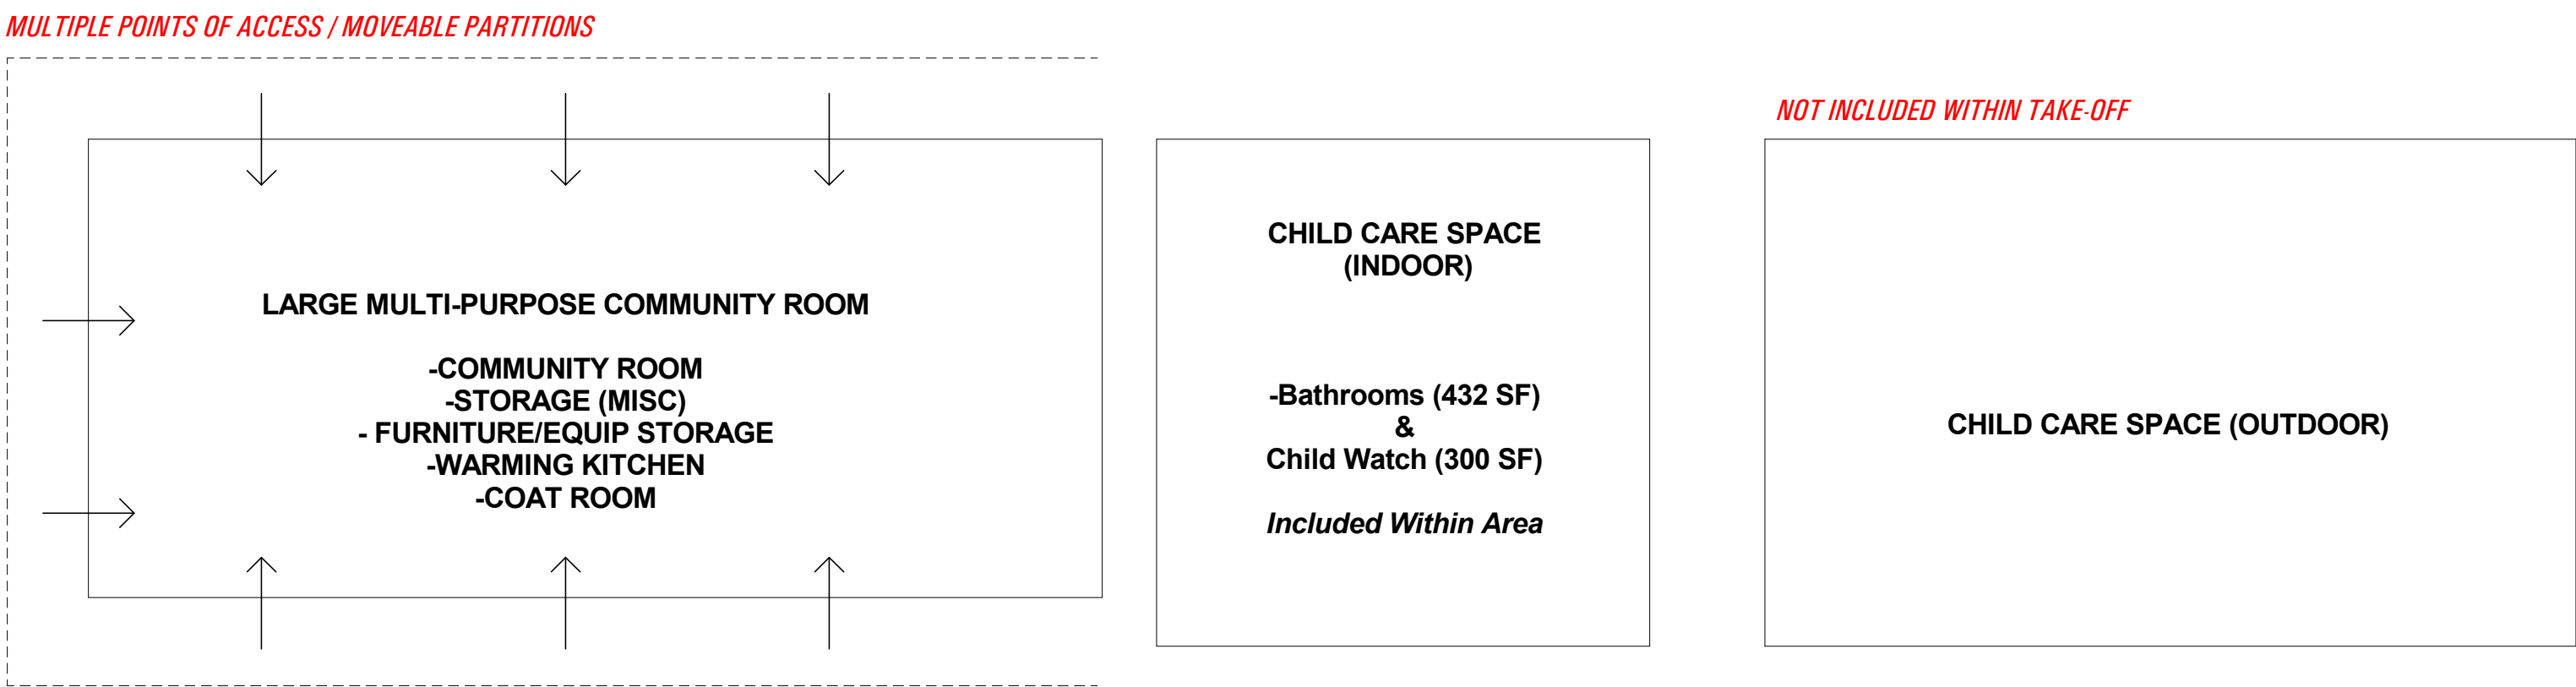 MULTIPLE POINTS OF ACCESS / MOVEABLE PARTITIONS
NOT INCLUDED WITHIN TAKE-OFF
LARGE MULTI-PURPOSE COMMUNITY ROOM
-COMMUNITY ROOM
-STORAGE (MISC)
- FURNITURE/EQUIP STORAGE
-WARMING KITCHEN
-COAT ROOM
CHILD CARE SPACE
(INDOOR)
-Bathrooms (432 SF)
&
Child Watch (300 SF)
Included Within Area
CHILD CARE SPACE (OUTDOOR)